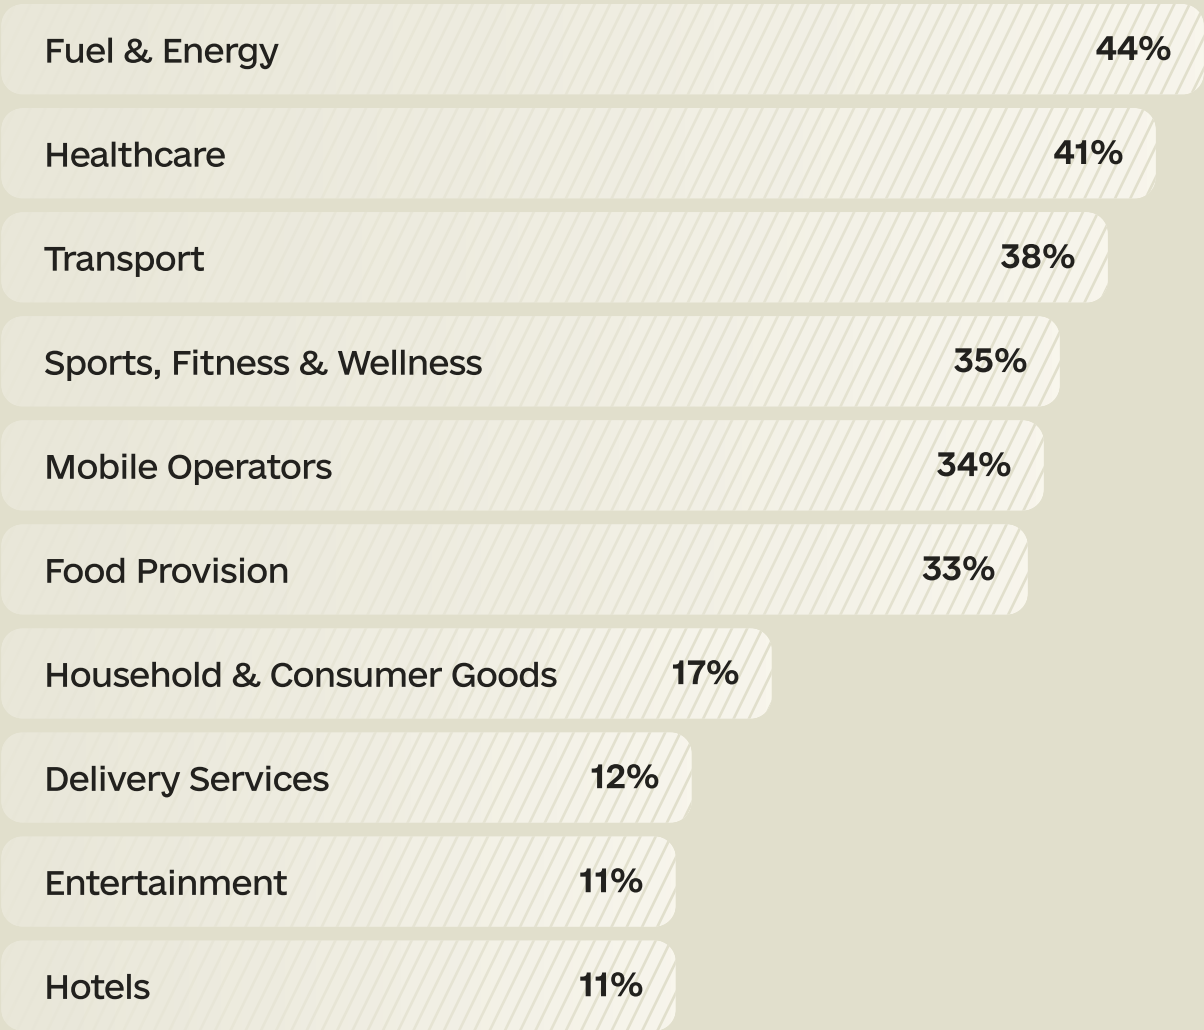 Fuel & Energy 44%
Healthcare 41%
Transport 38%
Sports, Fitness & Wellness 35%
Mobile Operators 34%
Food Provision 33%
Household & Consumer Goods 17%
Delivery Services 12%
Entertainment 11%
Hotels 11%